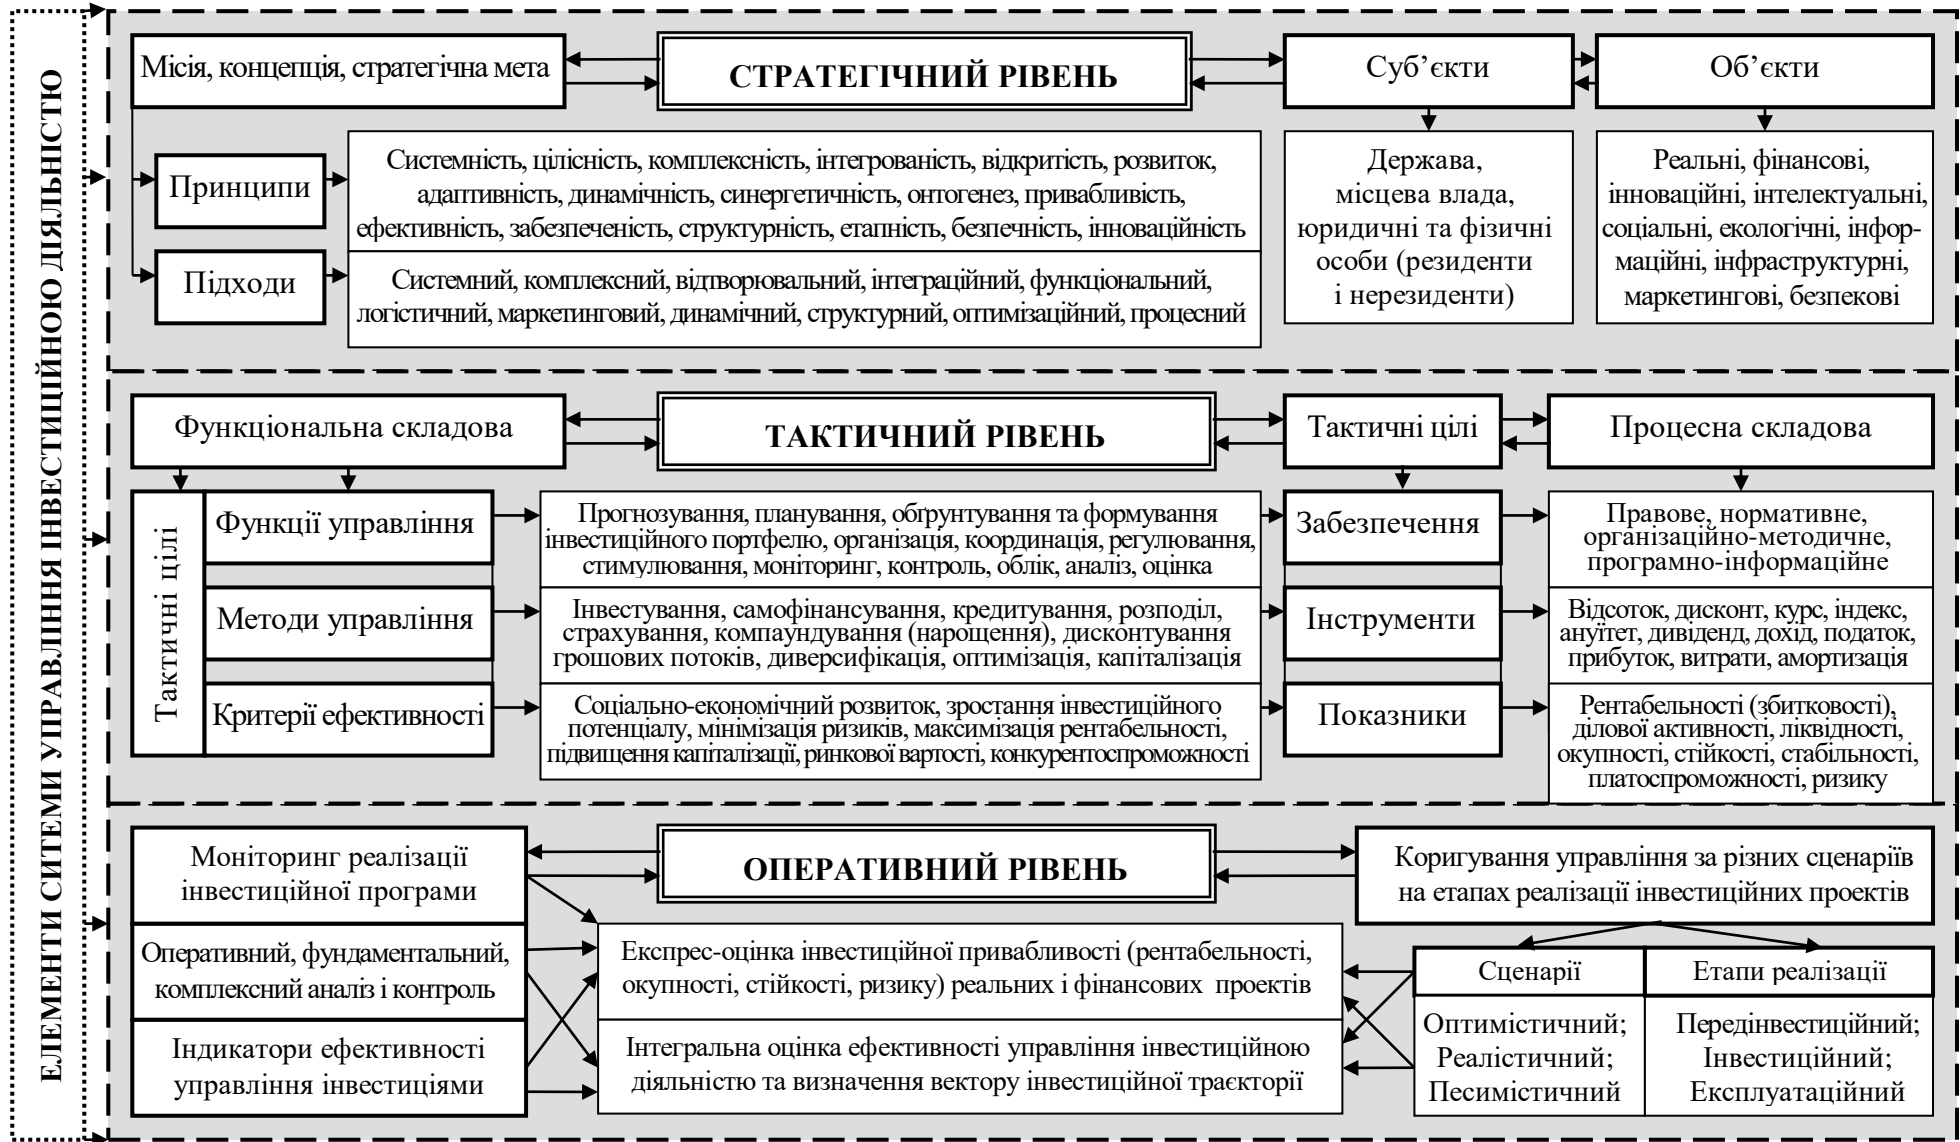 ЕЛЕМЕНТИ СИТЕМИ УПРАВЛІННЯ ІНВЕСТИЦІЙНОЮ ДІЯЛЬНІСТЮ
Місія, концепція, стратегічна мета
СТРАТЕГІЧНИЙ РІВЕНЬ
Суб’єкти
Об’єкти
Принципи
Системність, цілісність, комплексність, інтегрованість, відкритість, розвиток,
адаптивність, динамічність, синергетичність, онтогенез, привабливість,
ефективність, забезпеченість, структурність, етапність, безпечність, інноваційність
Підходи
Системний, комплексний, відтворювальний, інтеграційний, функціональний,
логістичний, маркетинговий, динамічний, структурний, оптимізаційний, процесний
Держава,
місцева влада,
юридичні та фізичні
особи (резиденти
і нерезиденти)
Реальні, фінансові,
інноваційні, інтелектуальні,
соціальні, екологічні, інфор-
маційні, інфраструктурні,
маркетингові, безпекові
Функціональна складова
ТАКТИЧНИЙ РІВЕНЬ
Тактичні цілі
Процесна складова
Тактичні цілі
Функції управління
Прогнозування, планування, обґрунтування та формування
інвестиційного портфелю, організація, координація, регулювання,
стимулювання, моніторинг, контроль, облік, аналіз, оцінка
Забезпечення
Правове, нормативне,
організаційно-методичне,
програмно-інформаційне
Методи управління
Інвестування, самофінансування, кредитування, розподіл,
страхування, компаундування (нарощення), дисконтування
грошових потоків, диверсифікація, оптимізація, капіталізація
Інструменти
Відсоток, дисконт, курс, індекс,
ануїтет, дивіденд, дохід, податок,
прибуток, витрати, амортизація
Критерії ефективності
Соціально-економічний розвиток, зростання інвестиційного
потенціалу, мінімізація ризиків, максимізація рентабельності,
підвищення капіталізації, ринкової вартості, конкурентоспроможності
Показники
Рентабельності (збитковості),
ділової активності, ліквідності,
окупності, стійкості, стабільності,
платоспроможності, ризику
Моніторинг реалізації
інвестиційної програми
ОПЕРАТИВНИЙ РІВЕНЬ
Коригування управління за різних сценаріїв
на етапах реалізації інвестиційних проектів
Оперативний, фундаментальний,
комплексний аналіз і контроль
Індикатори ефективності
управління інвестиціями
Експрес-оцінка інвестиційної привабливості (рентабельності,
окупності, стійкості, ризику) реальних і фінансових проектів
Інтегральна оцінка ефективності управління інвестиційною
діяльністю та визначення вектору інвестиційної траєкторії
Сценарії
Оптимістичний;
Реалістичний;
Песимістичний
Етапи реалізації
Передінвестиційний;
Інвестиційний;
Експлуатаційний